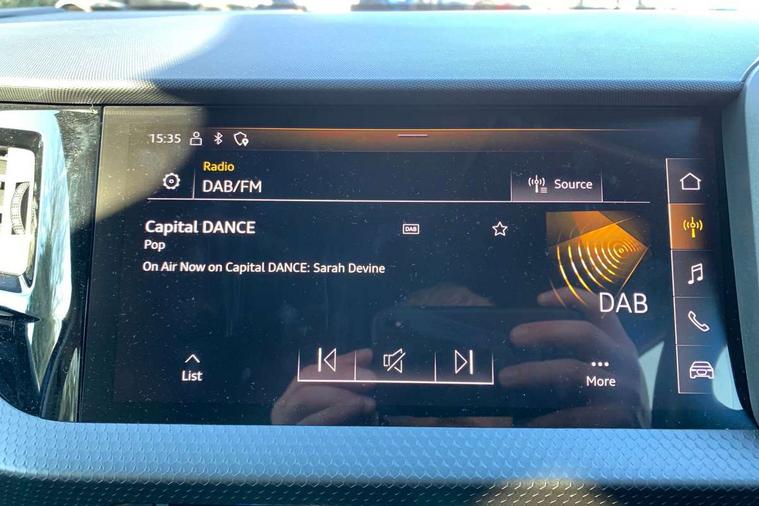 15:35
Radio
DAB/FM
Source
Capital DANCE
DAB
Pop
On Air Now on Capital DANCE: Sarah Devine
DAB
List
More